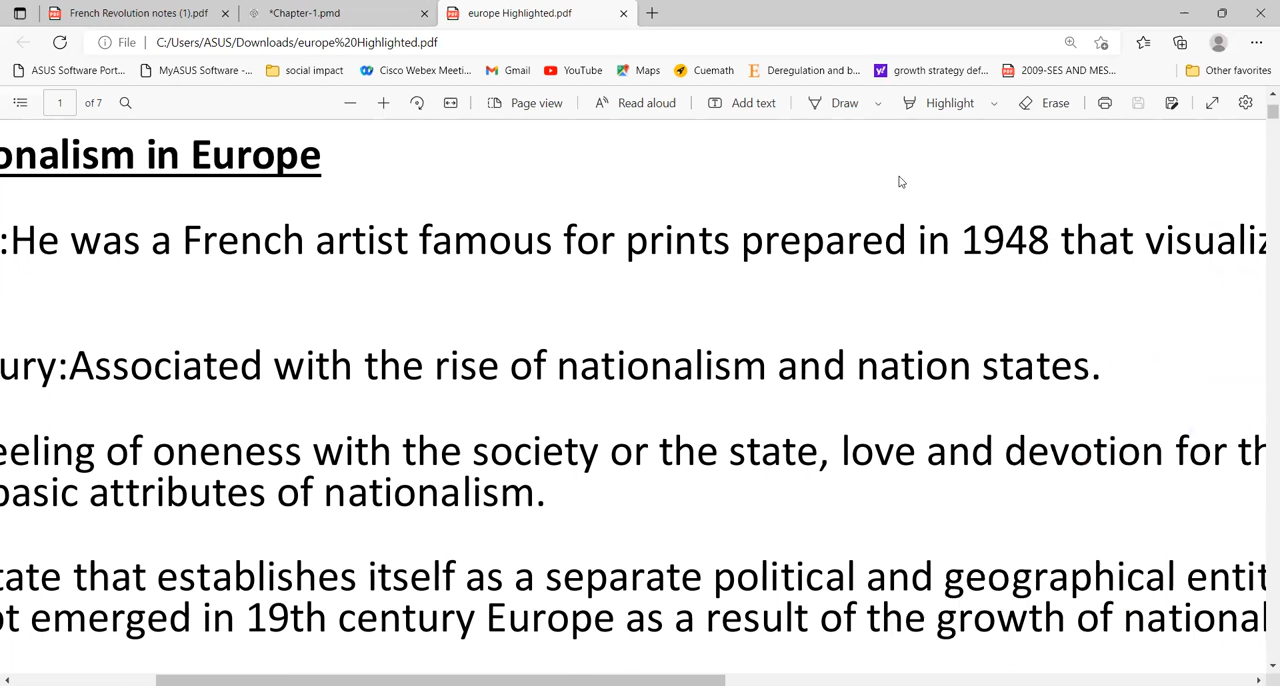 French Revolution notes (1).pdf
*Chapter-1.pmd
europe Highlighted.pdf
File
C:/Users/ASUS/Downloads/europe%20Highlighted.pdf
ASUS Software Port... MyASUS Software -... social impact Cisco Webex Meeti... Gmail YouTube Maps Cuemath Deregulation and b... growth strategy def... 2009-SES AND MES... Other favorites
1 of 7 Page view Read aloud Add text Draw Highlight Erase
onalism in Europe
:He was a French artist famous for prints prepared in 1948 that visualiz
ury:Associated with the rise of nationalism and nation states.
eeling of oneness with the society or the state, love and devotion for th
basic attributes of nationalism.
tate that establishes itself as a separate political and geographical entit
pt emerged in 19th century Europe as a result of the growth of national